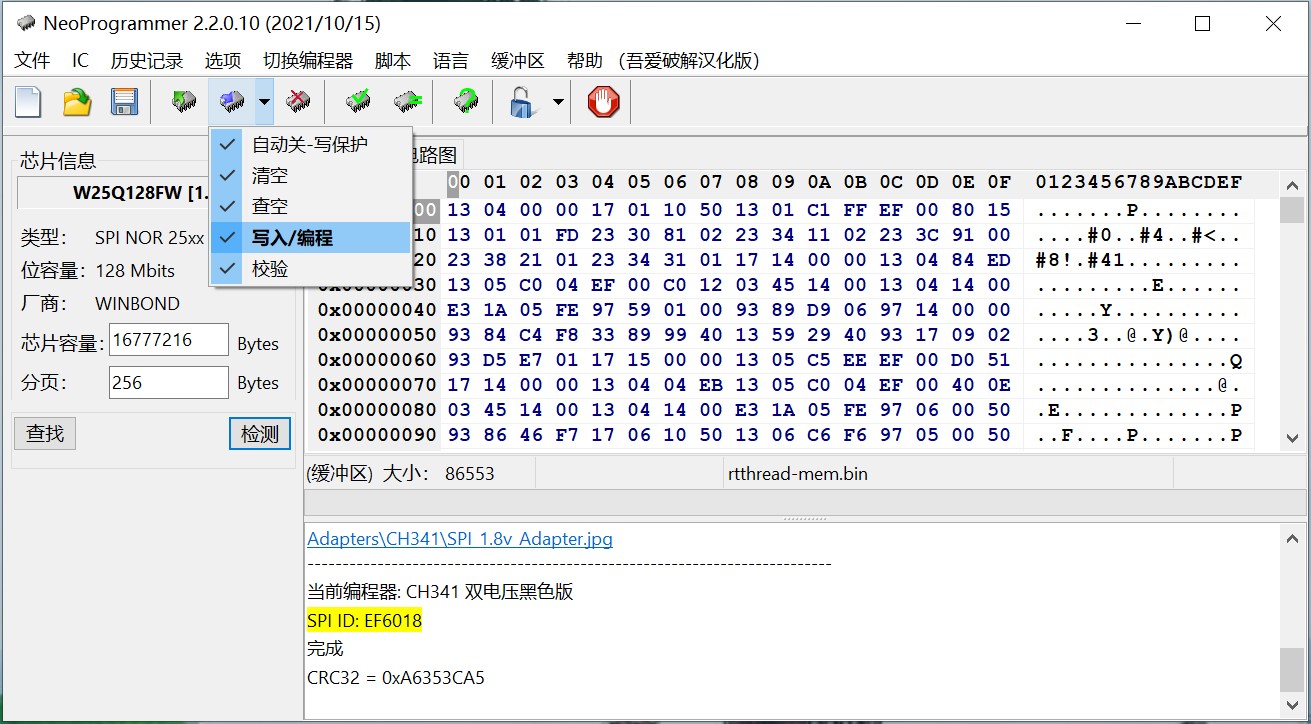 NeoProgrammer 2.2.0.10 (2021/10/15)
文件 IC 历史记录 选项 切换编程器 脚本 语言 缓冲区 帮助 (吾爱破解汉化版)
自动关-写保护
清空
查空
写入/编程
校验
芯片信息
W25Q128FW [1.
类型: SPI NOR 25xx
位容量: 128 Mbits
厂商: WINBOND
芯片容量: 16777216 Bytes
分页: 256 Bytes
查找 检测
电路图
00 01 02 03 04 05 06 07 08 09 0A 0B 0C 0D 0E 0F 0123456789ABCDEF
00 13 04 00 00 17 01 10 50 13 01 C1 FF EF 00 80 15 .......P........
10 13 01 01 FD 23 30 81 02 23 34 11 02 23 3C 91 00 ....#0..#4..#<..
20 23 38 21 01 23 34 31 01 17 14 00 00 13 04 84 ED #8!.#41.........
0x00000030 13 05 C0 04 EF 00 C0 12 03 45 14 00 13 04 14 00 .........E......
0x00000040 E3 1A 05 FE 97 59 01 00 93 89 D9 06 97 14 00 00 .....Y..........
0x00000050 93 84 C4 F8 33 89 99 40 13 59 29 40 93 17 09 02 ....3..@.Y)@....
0x00000060 93 D5 E7 01 17 15 00 00 13 05 C5 EE EF 00 D0 51 ...............Q
0x00000070 17 14 00 00 13 04 04 EB 13 05 C0 04 EF 00 40 0E ..............@.
0x00000080 03 45 14 00 13 04 14 00 E3 1A 05 FE 97 06 00 50 .E.............P
0x00000090 93 86 46 F7 17 06 10 50 13 06 C6 F6 97 05 00 50 ..F....P.......P
(缓冲区) 大小: 86553 rtthread-mem.bin
Adapters\CH341\SPI_1.8v_Adapter.jpg
---------------------------------------------------------------------------
当前编程器: CH341 双电压黑色版
SPI ID: EF6018
完成
CRC32 = 0xA6353CA5